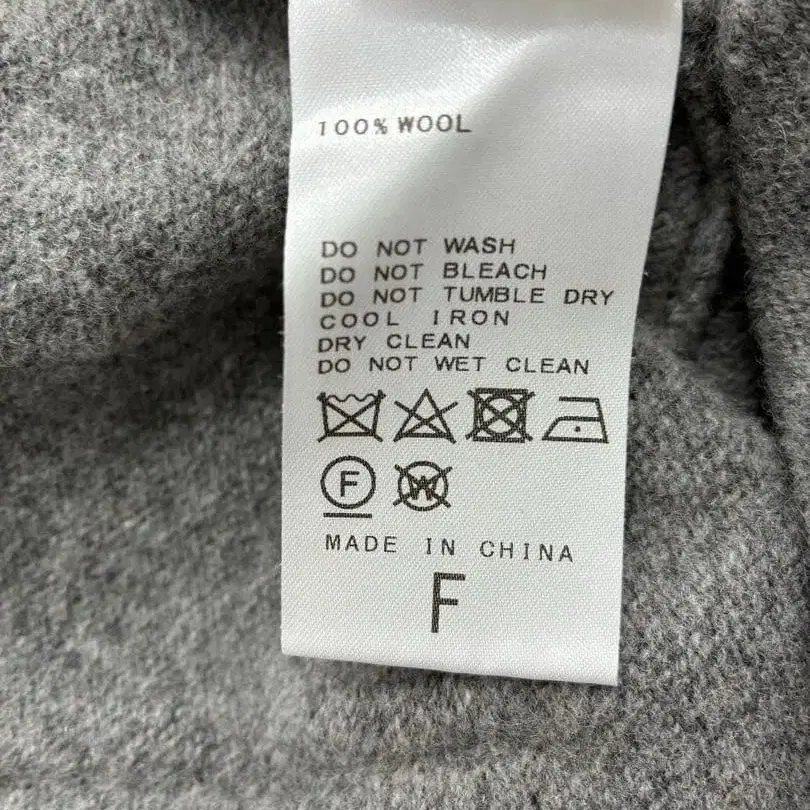 100% WOOL
DO NOT WASH
DO NOT BLEACH
DO NOT TUMBLE DRY
COOL IRON
DRY CLEAN
DO NOT WET CLEAN
F W
MADE IN CHINA
F